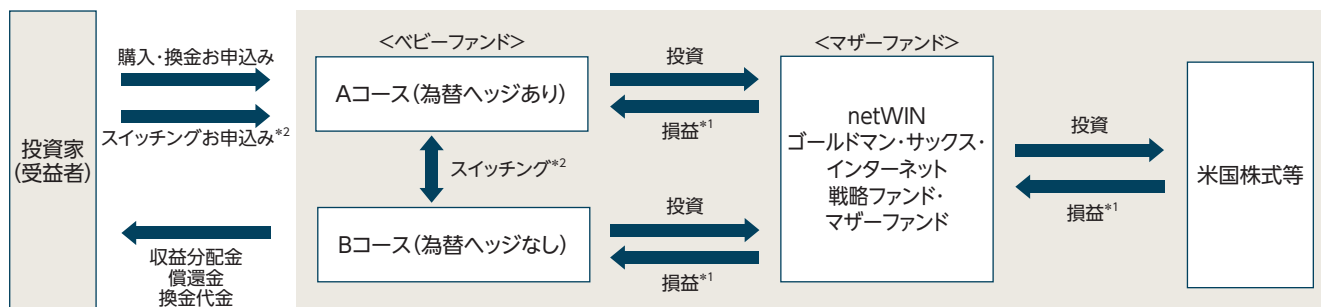 投資家
(受益者)
購入・換金お申込み
スイッチングお申込み*2
収益分配金
償還金
換金代金
<ベビーファンド>
Aコース(為替ヘッジあり)
スイッチング*2
Bコース(為替ヘッジなし)
投資
損益*1
投資
損益*1
<マザーファンド>
netWIN
ゴールドマン・サックス・
インターネット
戦略ファンド・
マザーファンド
投資
損益*1
米国株式等